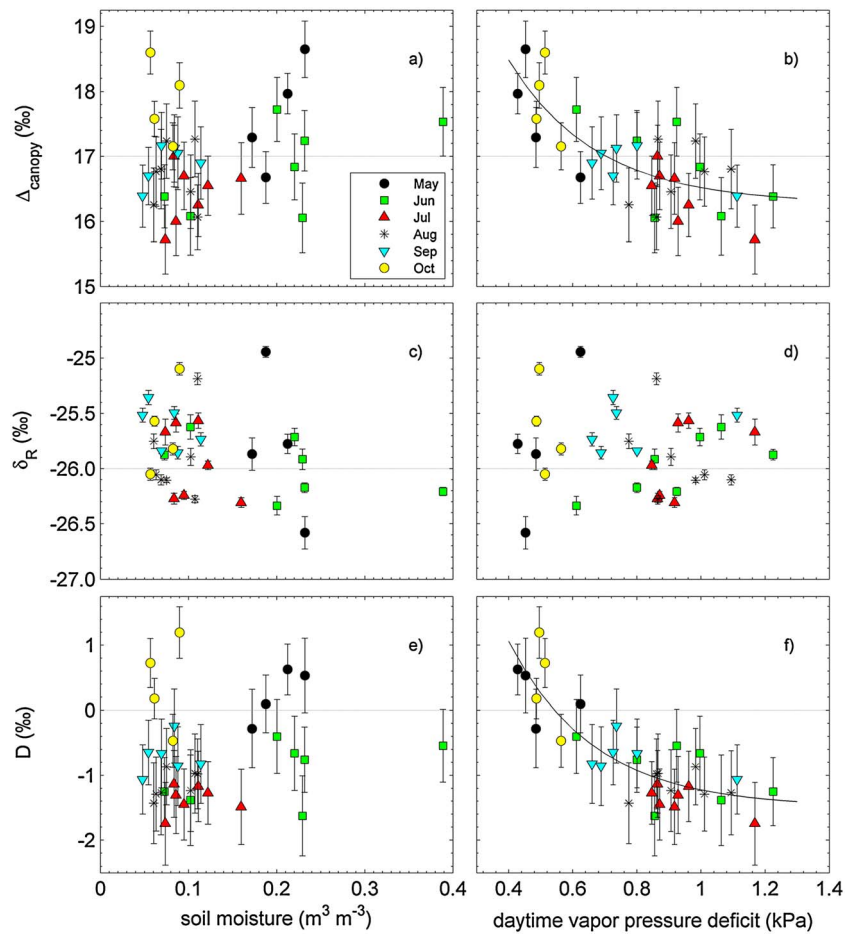 19
18
17
16
15
Δcanopy (‰)
a)
May
Jun
Jul
Aug
Sep
Oct
b)
-25
-25.5
-26.0
-26.5
-27.0
δR (‰)
c)
d)
1
0
-1
-2
D (‰)
e)
f)
0 0.1 0.2 0.3 0.4
0.4 0.6 0.8 1 1.2 1.4
soil moisture (m³ m⁻³)
daytime vapor pressure deficit (kPa)